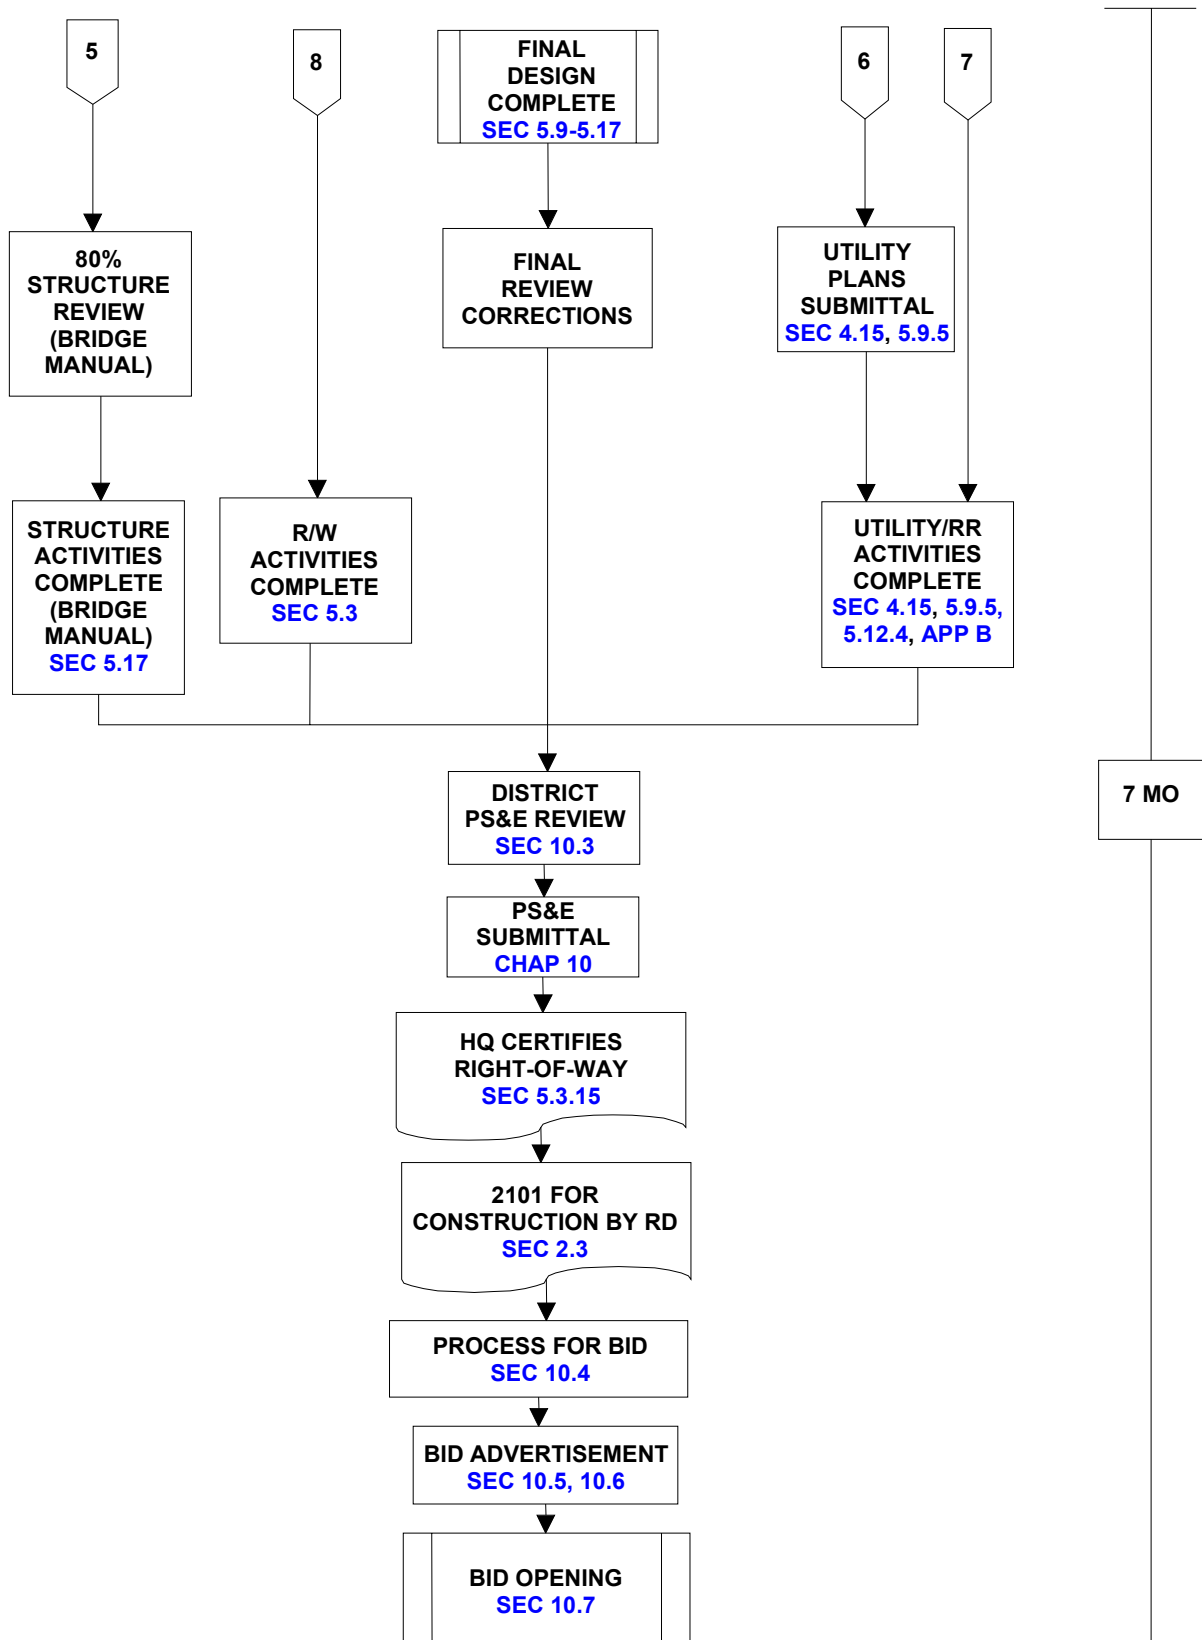 5
8
FINAL
DESIGN
COMPLETE
SEC 5.9-5.17
6
7
80%
STRUCTURE
REVIEW
(BRIDGE
MANUAL)
FINAL
REVIEW
CORRECTIONS
UTILITY
PLANS
SUBMITTAL
SEC 4.15, 5.9.5
STRUCTURE
ACTIVITIES
COMPLETE
(BRIDGE
MANUAL)
SEC 5.17
R/W
ACTIVITIES
COMPLETE
SEC 5.3
UTILITY/RR
ACTIVITIES
COMPLETE
SEC 4.15, 5.9.5,
5.12.4, APP B
DISTRICT
PS&E REVIEW
SEC 10.3
7 MO
PS&E
SUBMITTAL
CHAP 10
HQ CERTIFIES
RIGHT-OF-WAY
SEC 5.3.15
2101 FOR
CONSTRUCTION BY RD
SEC 2.3
PROCESS FOR BID
SEC 10.4
BID ADVERTISEMENT
SEC 10.5, 10.6
BID OPENING
SEC 10.7